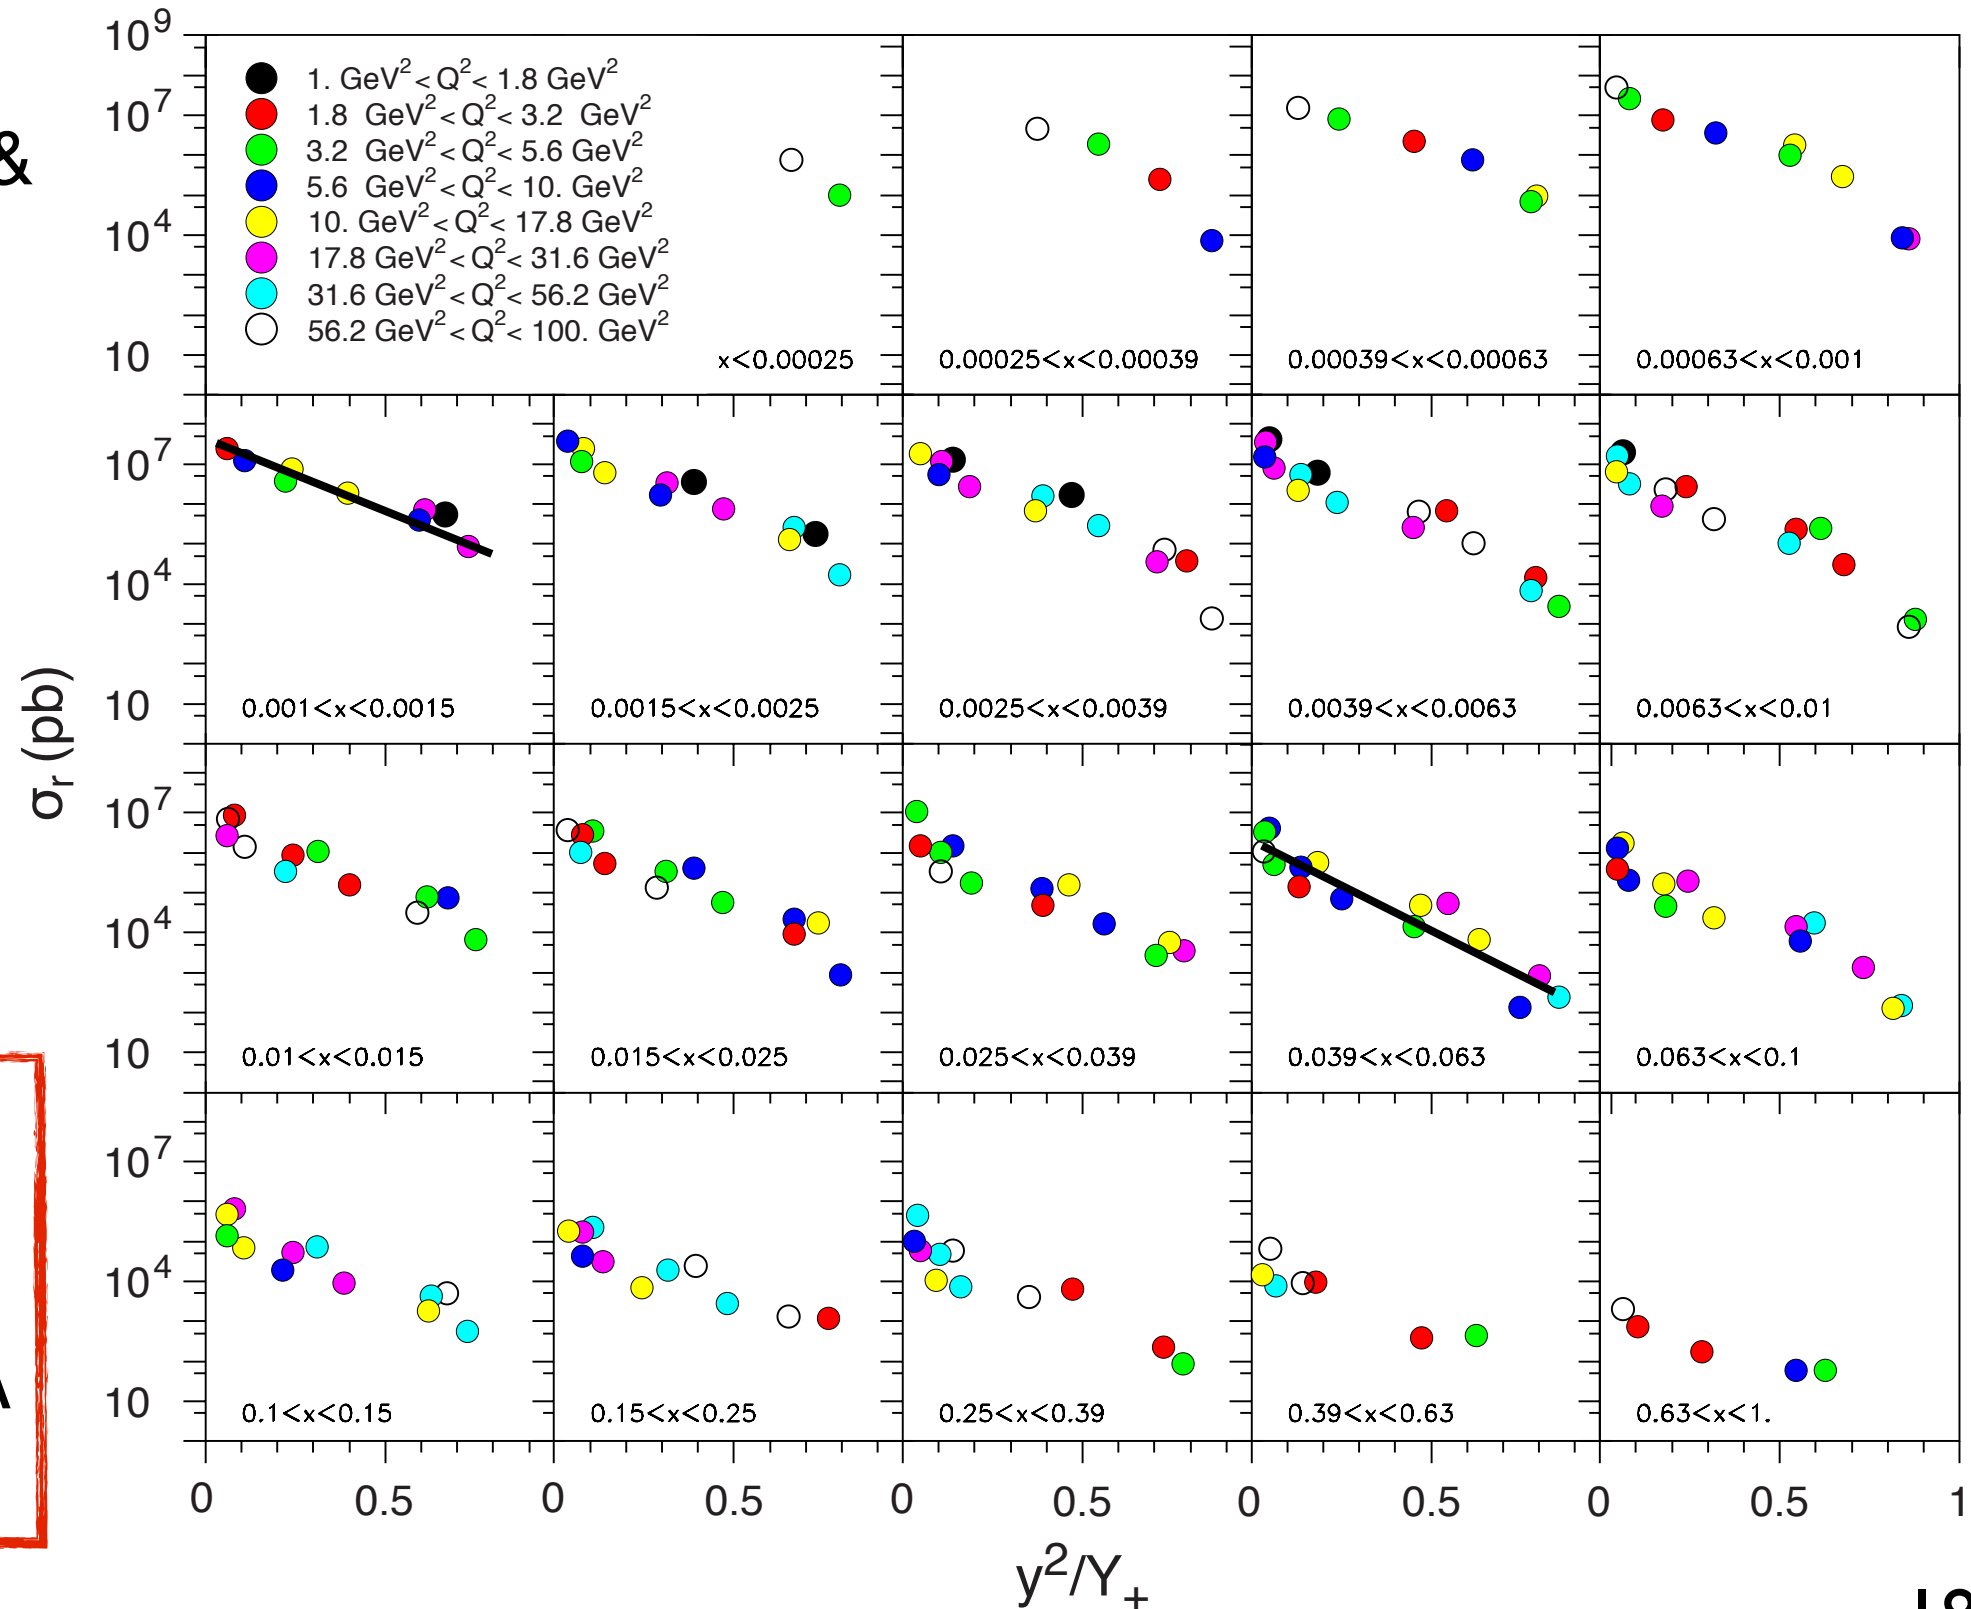 &
10^9
10^7
10^4
10
1. GeV^2 < Q^2 < 1.8 GeV^2
1.8 GeV^2 < Q^2 < 3.2 GeV^2
3.2 GeV^2 < Q^2 < 5.6 GeV^2
5.6 GeV^2 < Q^2 < 10. GeV^2
10. GeV^2 < Q^2 < 17.8 GeV^2
17.8 GeV^2 < Q^2 < 31.6 GeV^2
31.6 GeV^2 < Q^2 < 56.2 GeV^2
56.2 GeV^2 < Q^2 < 100. GeV^2
x<0.00025
0.00025<x<0.00039
0.00039<x<0.00063
0.00063<x<0.001
10^7
10^4
10
0.001<x<0.0015
0.0015<x<0.0025
0.0025<x<0.0039
0.0039<x<0.0063
0.0063<x<0.01
σ_r (pb)
10^7
10^4
10
0.01<x<0.015
0.015<x<0.025
0.025<x<0.039
0.039<x<0.063
0.063<x<0.1
10^7
10^4
10
0.1<x<0.15
0.15<x<0.25
0.25<x<0.39
0.39<x<0.63
0.63<x<1.
0 0.5 0 0.5 0 0.5 0 0.5 0 0.5 1
y^2/Y_+